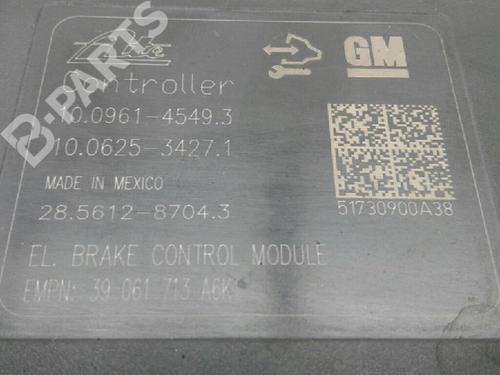 Ate
GM
Controller
10.0961-4549.3
10.0625-3427.1
MADE IN MEXICO
28.5612-8704.3
51730900A38
EL. BRAKE CONTROL MODULE
EMPN: 39 061 713 A6K
B-PARTS